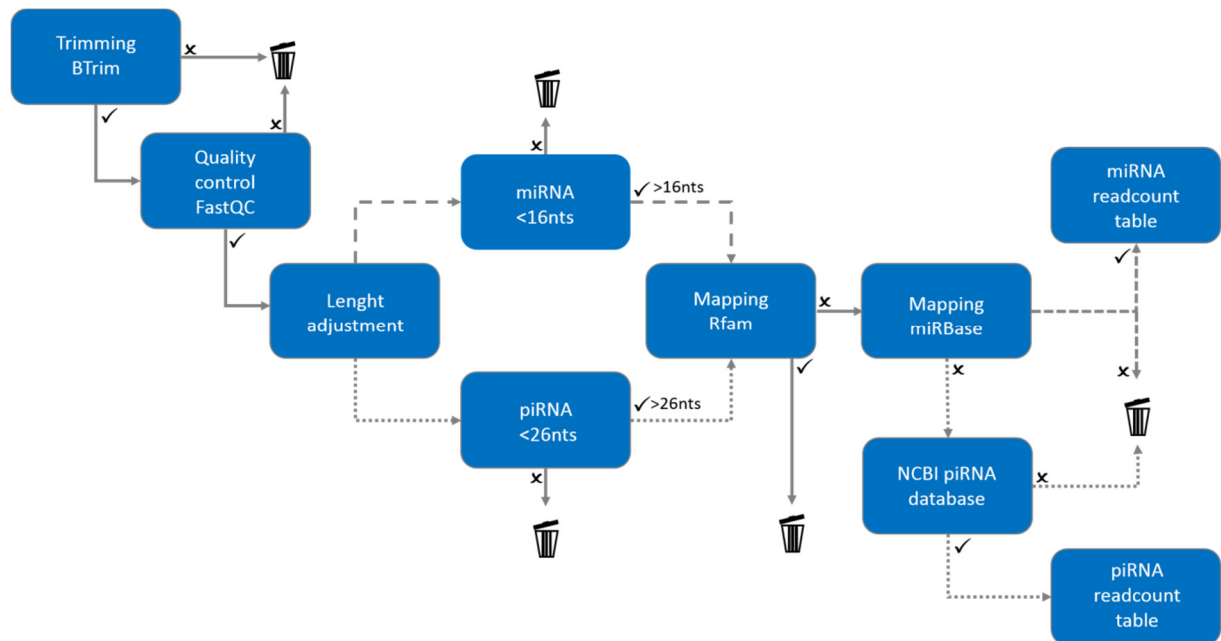 Trimming
BTrim
x
✓
x
Quality
control
FastQC
✓
Lenght
adjustment
x
miRNA
<16nts
✓ >16nts
piRNA
<26nts
✓>26nts
x
Mapping
Rfam
x
✓
Mapping
miRBase
x
miRNA
readcount
table
✓
x
NCBI piRNA
database
x
✓
piRNA
readcount
table